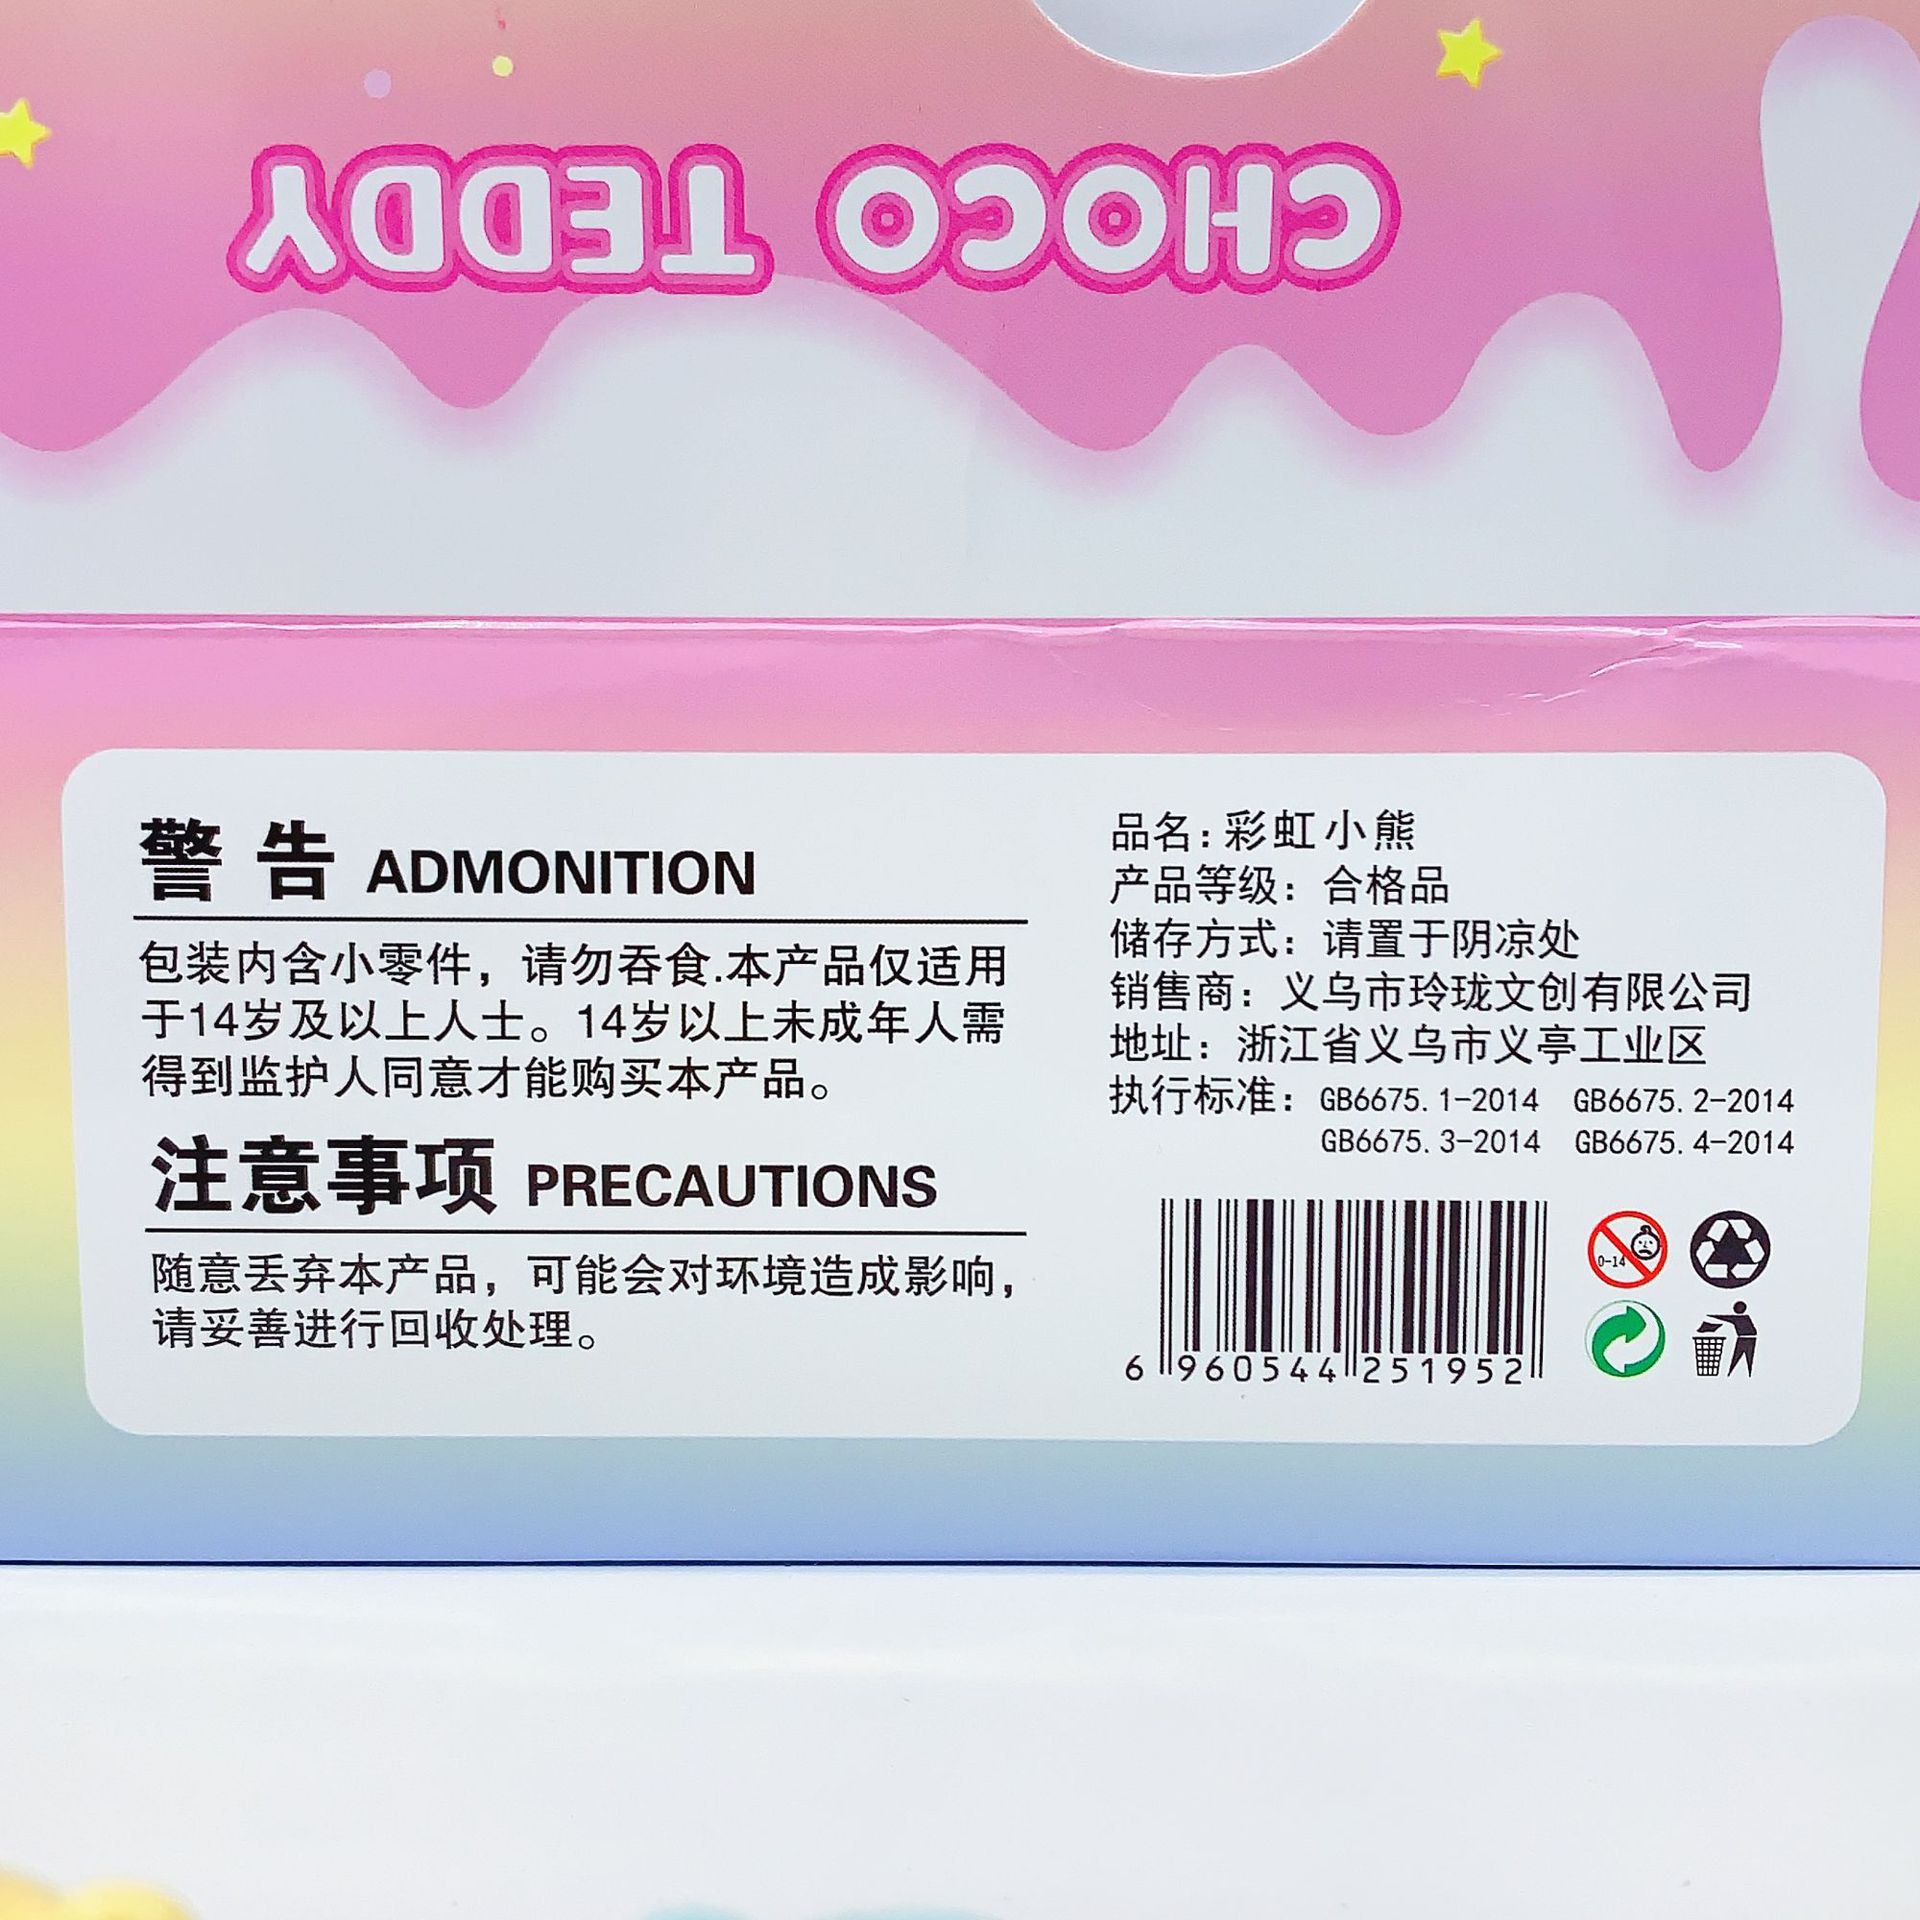 CHOCO TEDDY
警告 ADMONITION
包装内含小零件，请勿吞食.本产品仅适用
于14岁及以上人士。14岁以上未成年人需
得到监护人同意才能购买本产品。
注意事项 PRECAUTIONS
随意丢弃本产品，可能会对环境造成影响，
请妥善进行回收处理。
品名：彩虹小熊
产品等级：合格品
储存方式：请置于阴凉处
销售商：义乌市玲珑文创有限公司
地址：浙江省义乌市义亭工业区
执行标准：GB6675.1-2014 GB6675.2-2014
GB6675.3-2014 GB6675.4-2014
6 960544 251952
0-14